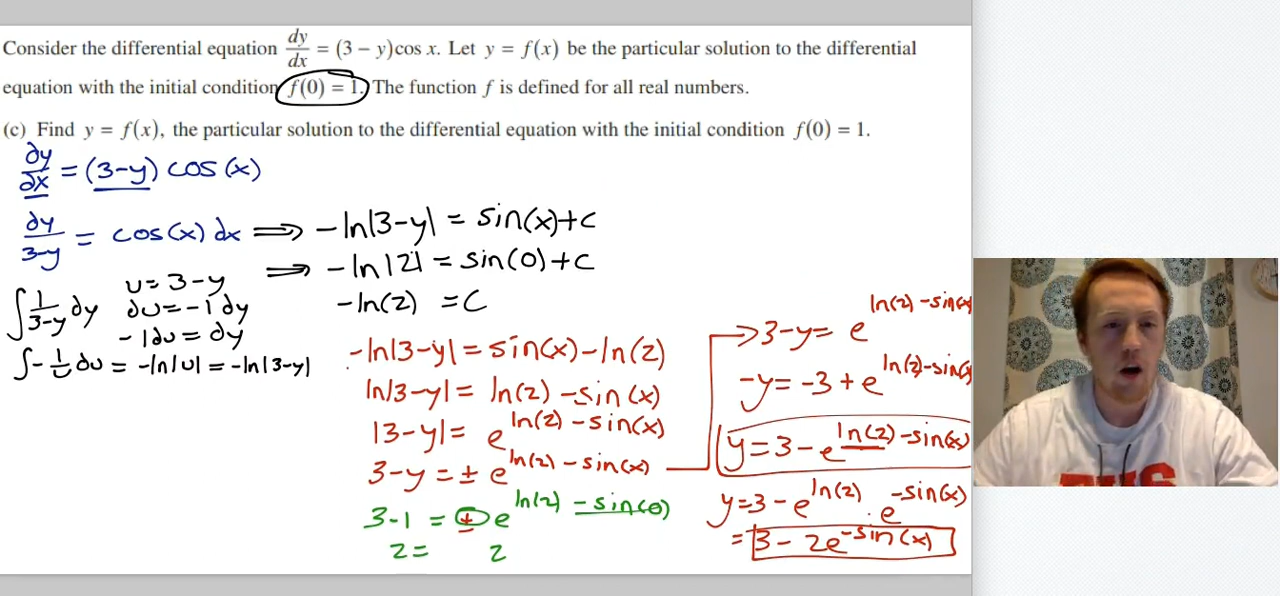 Consider the differential equation dy/dx = (3 − y)cos x. Let y = f(x) be the particular solution to the differential
equation with the initial condition f(0) = 1. The function f is defined for all real numbers.
(c) Find y = f(x), the particular solution to the differential equation with the initial condition f(0) = 1.
dy/dx = (3-y) cos(x)
dy/3-y = cos(x) dx ⟹ -ln|3-y| = sin(x)+c
⟹ -ln|2| = sin(0)+c
-ln(2) = c
u = 3-y
∫ 1/3-y dy
du = -1 dy
-1du = dy
∫ -1/u du = -ln|u| = -ln|3-y|
-ln|3-y| = sin(x)-ln(2)
ln|3-y| = ln(2) -sin(x)
|3-y| = e^ln(2)-sin(x)
3-y = ± e^ln(2)-sin(x)
3-1 = + e^ln(2)-sin(0)
2 = 2
→ 3-y = e^ln(2)-sin(x)
-y = -3 + e^ln(2)-sin(x)
y = 3 - e^ln(2)-sin(x)
y = 3 - e^ln(2) · e^-sin(x)
= 3 - 2e^-sin(x)